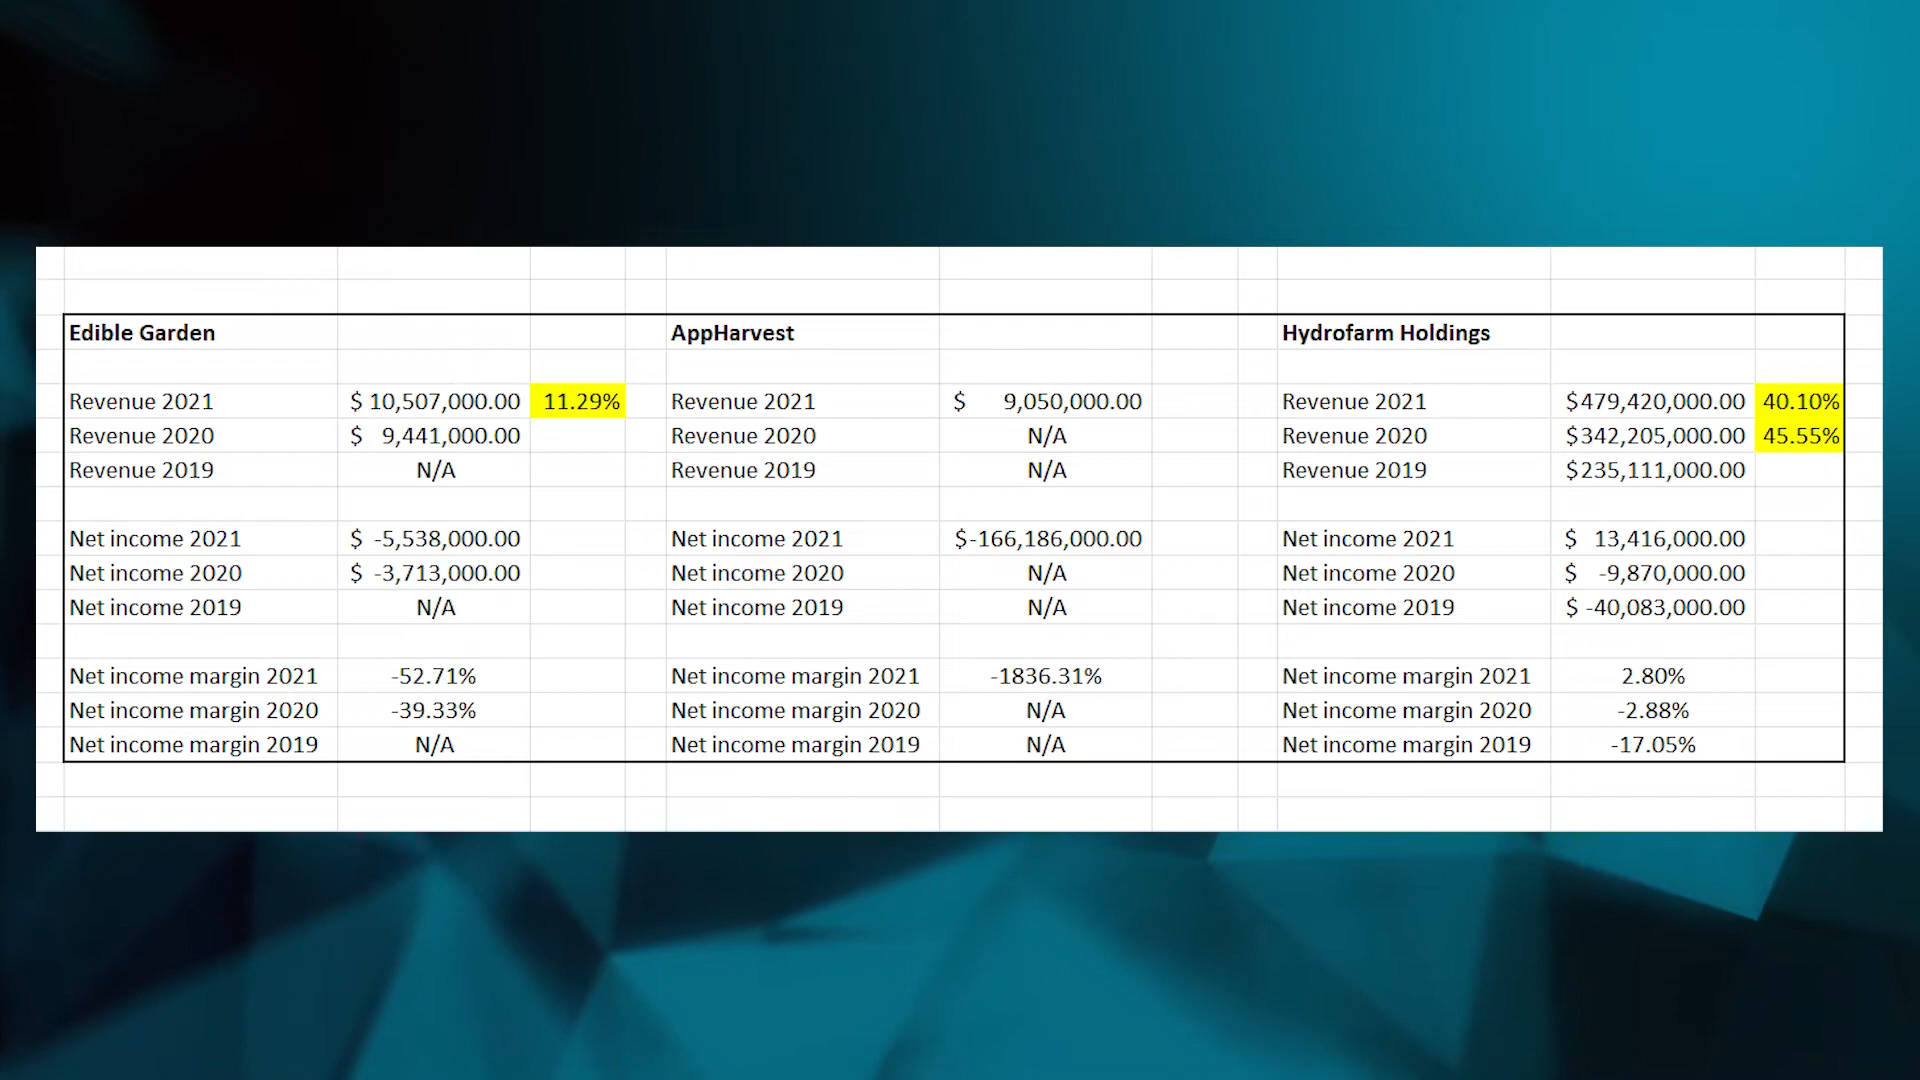 Edible Garden AppHarvest Hydrofarm Holdings
Revenue 2021 $ 10,507,000.00 11.29% Revenue 2021 $ 9,050,000.00 Revenue 2021 $479,420,000.00 40.10%
Revenue 2020 $ 9,441,000.00 Revenue 2020 N/A Revenue 2020 $342,205,000.00 45.55%
Revenue 2019 N/A Revenue 2019 N/A Revenue 2019 $235,111,000.00
Net income 2021 $ -5,538,000.00 Net income 2021 $-166,186,000.00 Net income 2021 $ 13,416,000.00
Net income 2020 $ -3,713,000.00 Net income 2020 N/A Net income 2020 $ -9,870,000.00
Net income 2019 N/A Net income 2019 N/A Net income 2019 $ -40,083,000.00
Net income margin 2021 -52.71% Net income margin 2021 -1836.31% Net income margin 2021 2.80%
Net income margin 2020 -39.33% Net income margin 2020 N/A Net income margin 2020 -2.88%
Net income margin 2019 N/A Net income margin 2019 N/A Net income margin 2019 -17.05%